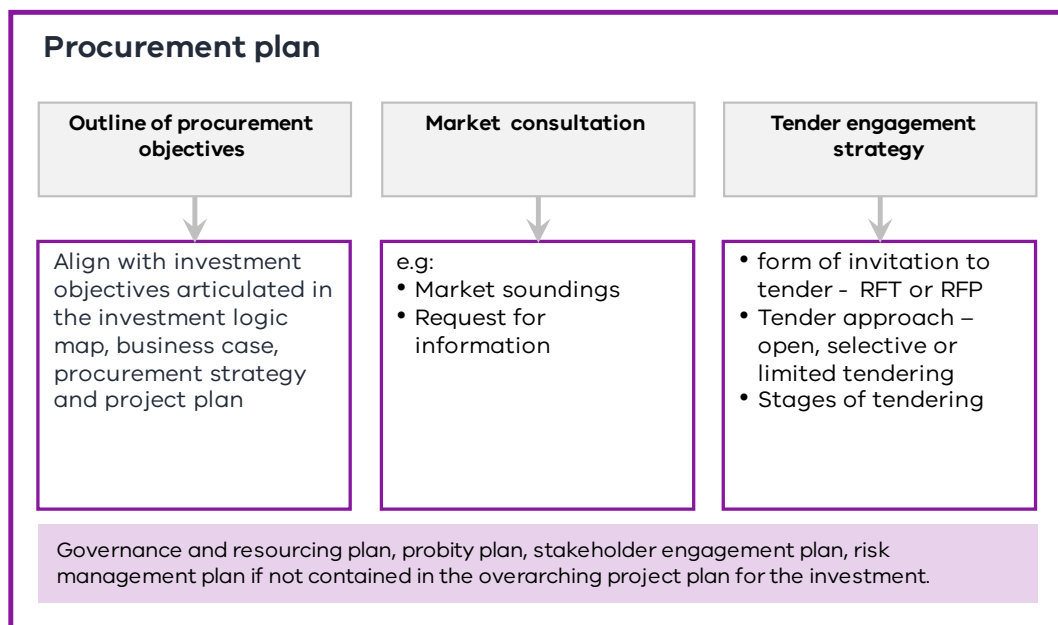 Procurement plan
Outline of procurement
objectives
Market consultation
Tender engagement
strategy
Align with investment
objectives articulated in
the investment logic
map, business case,
procurement strategy
and project plan
e.g:
• Market soundings
• Request for
information
• form of invitation to
tender - RFT or RFP
• Tender approach –
open, selective or
limited tendering
• Stages of tendering
Governance and resourcing plan, probity plan, stakeholder engagement plan, risk
management plan if not contained in the overarching project plan for the investment.